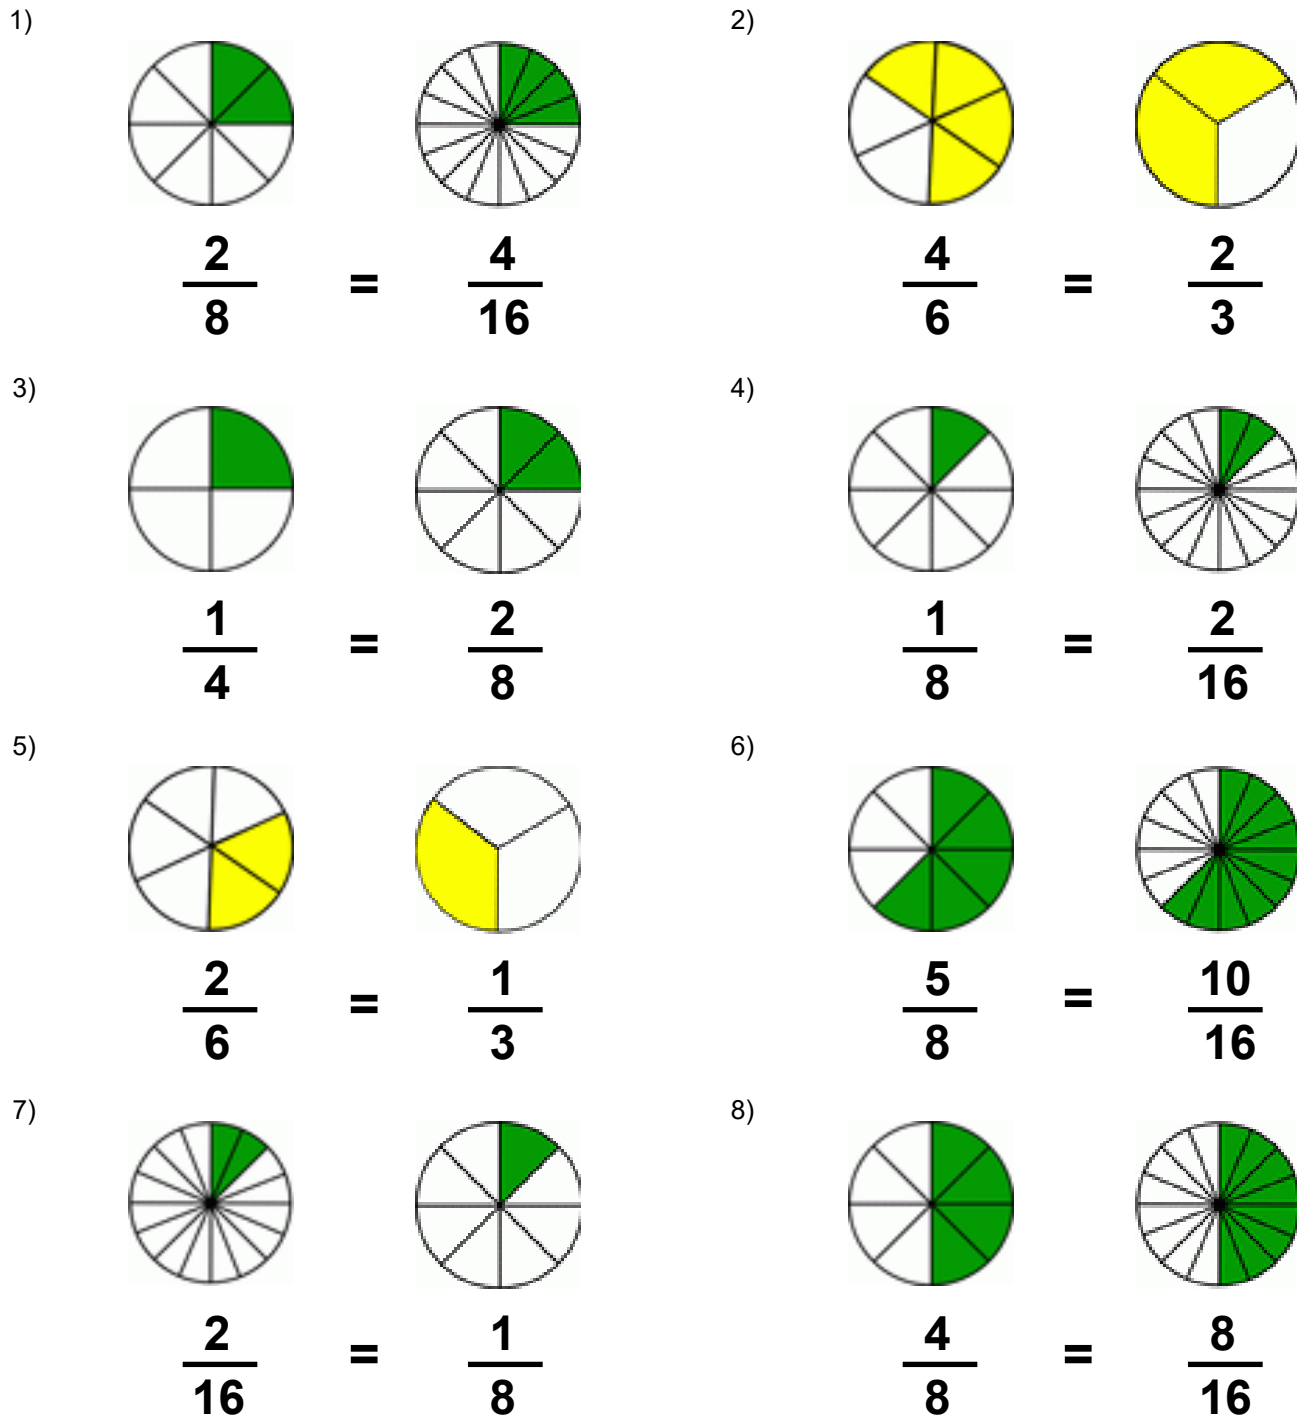 1)
2)
2 = 4
8 16
4 = 2
6 3
3)
4)
1 = 2
4 8
1 = 2
8 16
5)
6)
2 = 1
6 3
5 = 10
8 16
7)
8)
2 = 1
16 8
4 = 8
8 16